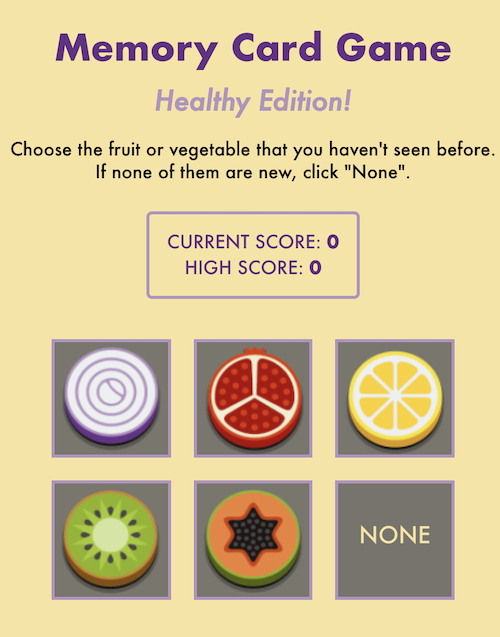 Memory Card Game
Healthy Edition!
Choose the fruit or vegetable that you haven't seen before.
If none of them are new, click "None".
CURRENT SCORE: 0
HIGH SCORE: 0
NONE